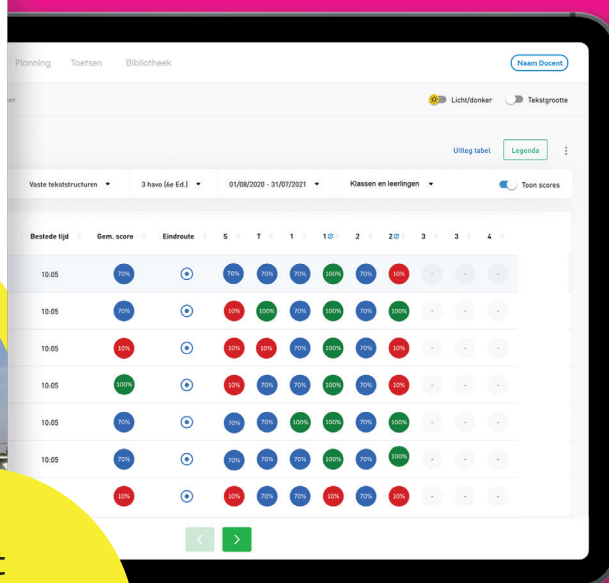 Planning Toetsen Bibliotheek Naam Docent
Licht/donker Tekstgrootte
Uitleg tabel Legenda
Vaste tekststructuren 3 havo (6e Ed.) 01/08/2020 - 31/07/2021 Klassen en leerlingen Toon scores
Bestede tijd Gem. score Eindroute S T 1 1 2 2 3 3 4
10:05 70% 70% 70% 70% 100% 70% 10% - - -
10:05 70% 10% 100% 70% 100% 70% 100% - - -
10:05 10% 10% 10% 70% 100% 70% 10% - - -
10:05 100% 10% 70% 70% 100% 70% 10% - - -
10:05 70% 70% 70% 100% 100% 70% 100% - - -
10:05 70% 70% 70% 70% 100% 70% 100% - - -
10% 10% 70% 70% 10% 70% 10% - - -